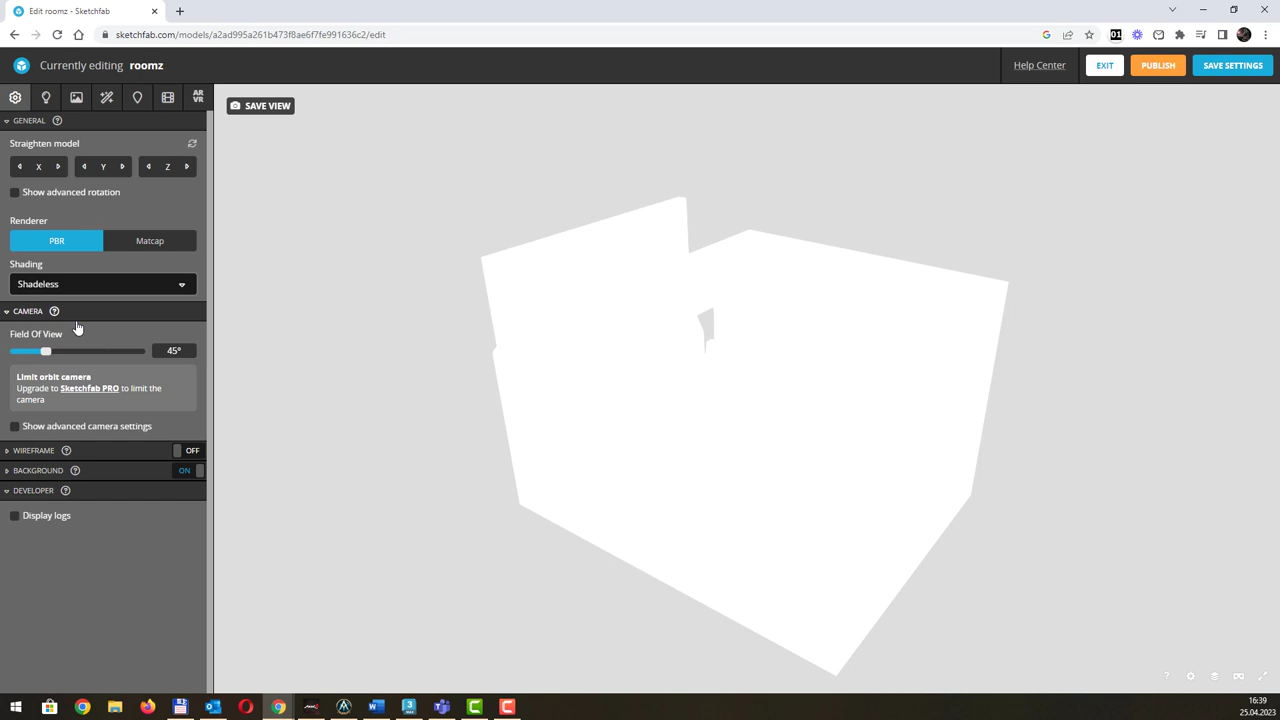 Edit roomz - Sketchfab
sketchfab.com/models/a2ad995a261b473f8ae6f7fe991636c2/edit
Currently editing roomz
Help Center
EXIT
PUBLISH
SAVE SETTINGS
AR
VR
SAVE VIEW
GENERAL
Straighten model
X Y Z
Show advanced rotation
Renderer
PBR Matcap
Shading
Shadeless
CAMERA
Field Of View
45°
Limit orbit camera
Upgrade to Sketchfab PRO to limit the
camera
Show advanced camera settings
WIREFRAME OFF
BACKGROUND ON
DEVELOPER
Display logs
16:39
25.04.2023